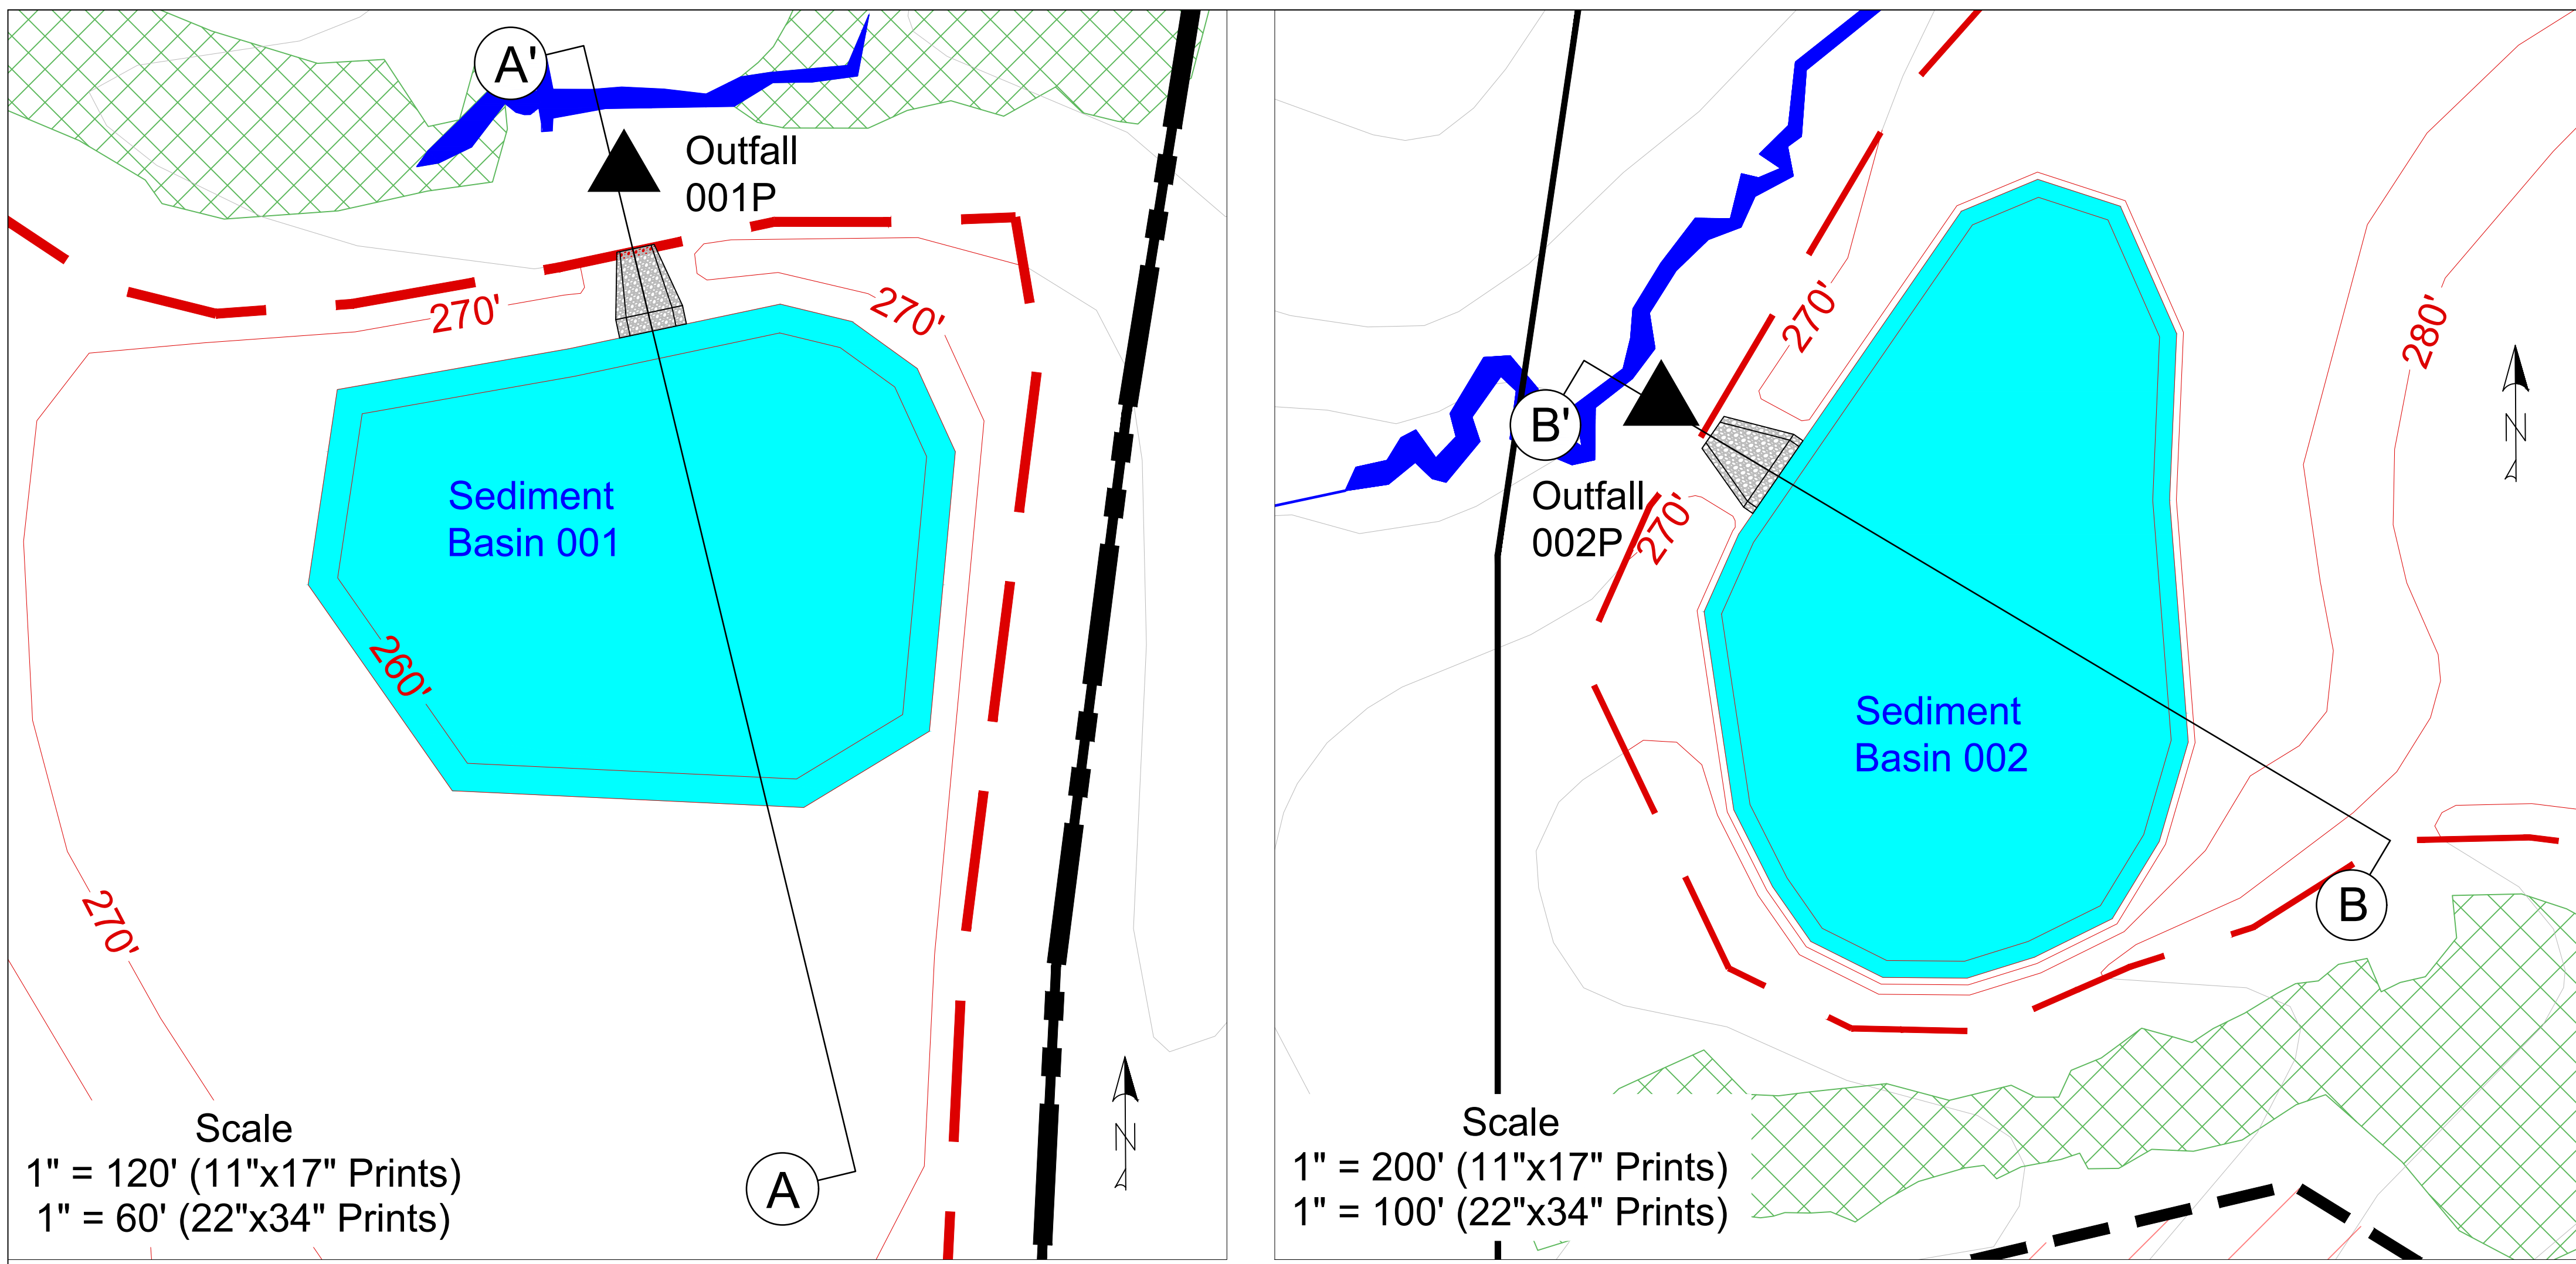 A'
Outfall
001P
270'
270'
Sediment
Basin 001
260'
270'
Scale
1" = 120' (11"x17" Prints)
1" = 60' (22"x34" Prints)
A
N
270'
280'
B'
N
Outfall
002P
270'
Sediment
Basin 002
B
Scale
1" = 200' (11"x17" Prints)
1" = 100' (22"x34" Prints)